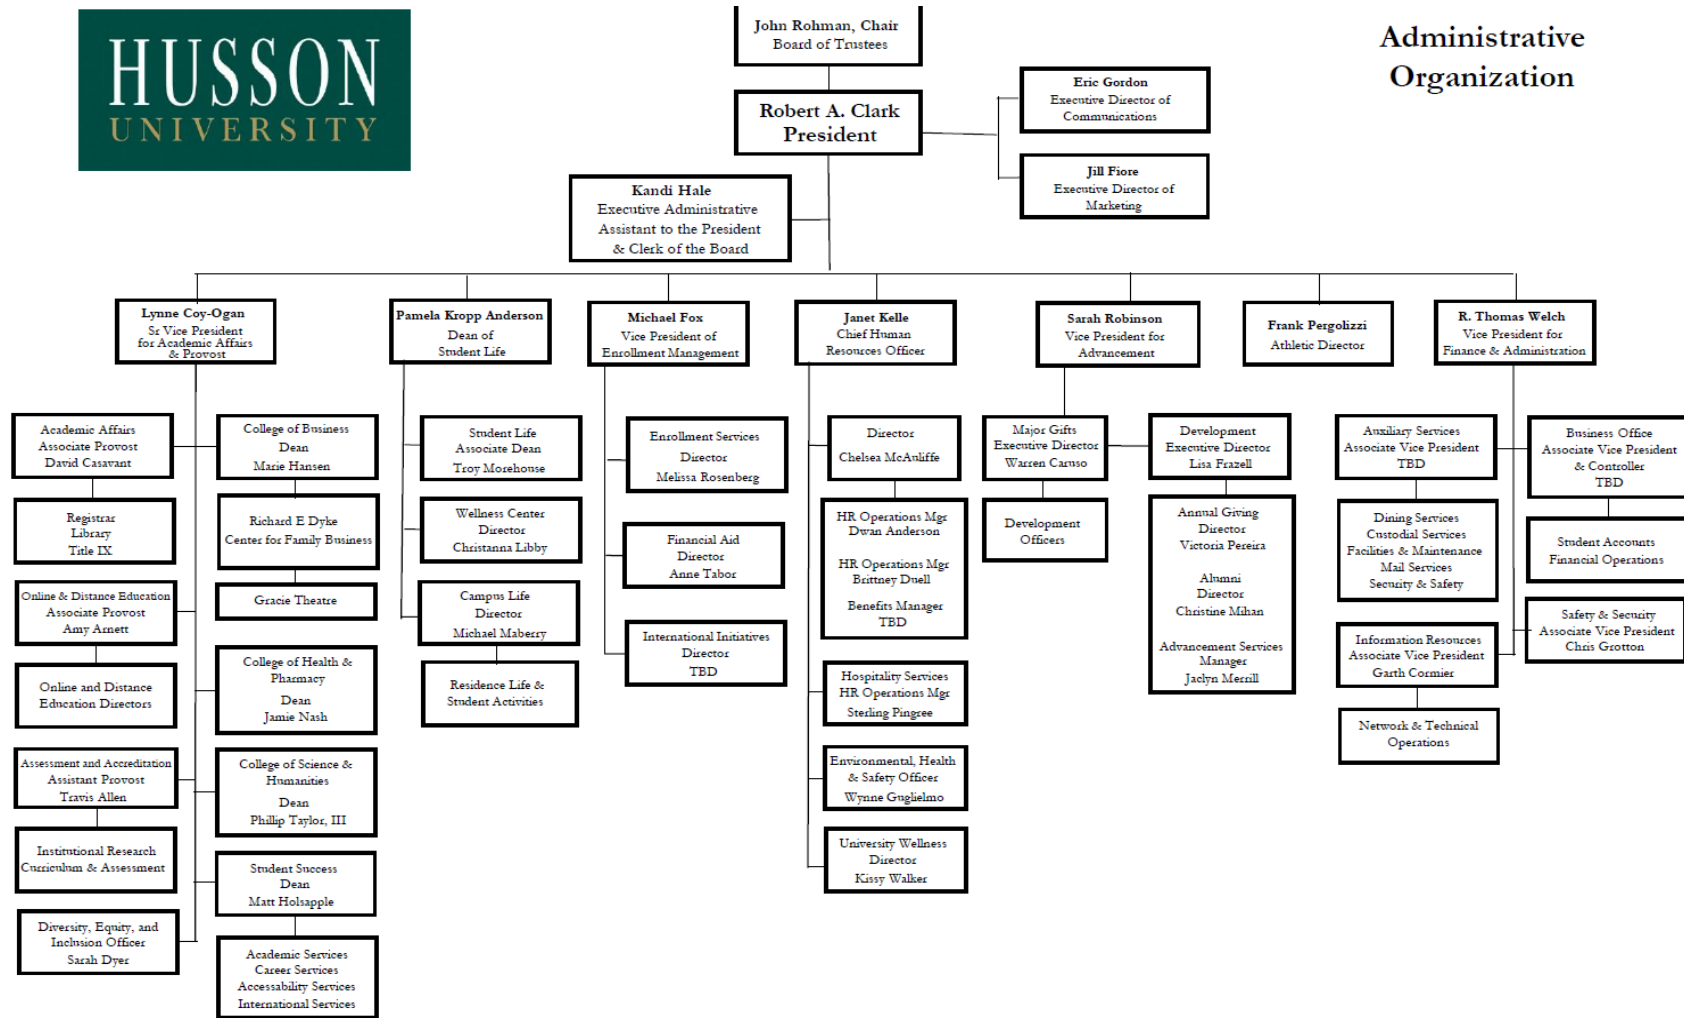 HUSSON
UNIVERSITY
John Rohman, Chair
Board of Trustees
Administrative
Organization
Robert A. Clark
President
Eric Gordon
Executive Director of
Communications
Jill Fiore
Executive Director of
Marketing
Kandi Hale
Executive Administrative
Assistant to the President
& Clerk of the Board
Lynne Coy-Ogan
Sr Vice President
for Academic Affairs
& Provost
Pamela Kropp Anderson
Dean of
Student Life
Michael Fox
Vice President of
Enrollment Management
Janet Kelle
Chief Human
Resources Officer
Sarah Robinson
Vice President for
Advancement
Frank Pergolizzi
Athletic Director
R. Thomas Welch
Vice President for
Finance & Administration
Academic Affairs
Associate Provost
David Casavant
Registrar
Library
Title IX
Online & Distance Education
Associate Provost
Amy Arnett
Online and Distance
Education Directors
Assessment and Accreditation
Assistant Provost
Travis Allen
Institutional Research
Curriculum & Assessment
Diversity, Equity, and
Inclusion Officer
Sarah Dyer
College of Business
Dean
Marie Hansen
Richard E Dyke
Center for Family Business
Gracie Theatre
College of Health &
Pharmacy
Dean
Jamie Nash
College of Science &
Humanities
Dean
Phillip Taylor, III
Student Success
Dean
Matt Holsapple
Academic Services
Career Services
Accessability Services
International Services
Student Life
Associate Dean
Troy Morehouse
Wellness Center
Director
Christanna Libby
Campus Life
Director
Michael Maberry
Residence Life &
Student Activities
Enrollment Services
Director
Melissa Rosenberg
Financial Aid
Director
Anne Tabor
International Initiatives
Director
TBD
Director
Chelsea McAuliffe
HR Operations Mgr
Dwan Anderson
HR Operations Mgr
Brittney Duell
Benefits Manager
TBD
Hospitality Services
HR Operations Mgr
Sterling Pingree
Environmental, Health
& Safety Officer
Wynne Guglielmo
University Wellness
Director
Kissy Walker
Major Gifts
Executive Director
Warren Caruso
Development
Officers
Development
Executive Director
Lisa Frazell
Annual Giving
Director
Victoria Pereira
Alumni
Director
Christine Mihan
Advancement Services
Manager
Jaclyn Merrill
Auxiliary Services
Associate Vice President
TBD
Dining Services
Custodial Services
Facilities & Maintenance
Mail Services
Security & Safety
Information Resources
Associate Vice President
Garth Cormier
Network & Technical
Operations
Business Office
Associate Vice President
& Controller
TBD
Student Accounts
Financial Operations
Safety & Security
Associate Vice President
Chris Grotton